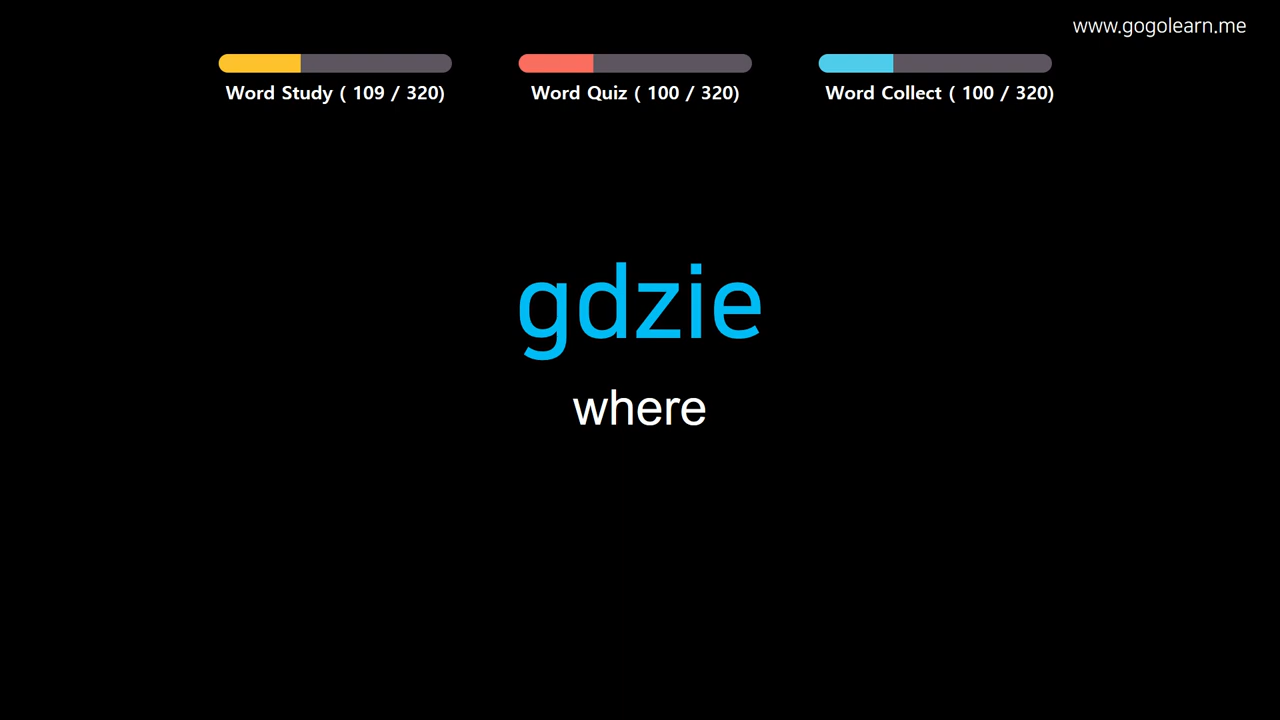 www.gogolearn.me
Word Study ( 109 / 320)
Word Quiz ( 100 / 320)
Word Collect ( 100 / 320)
gdzie
where